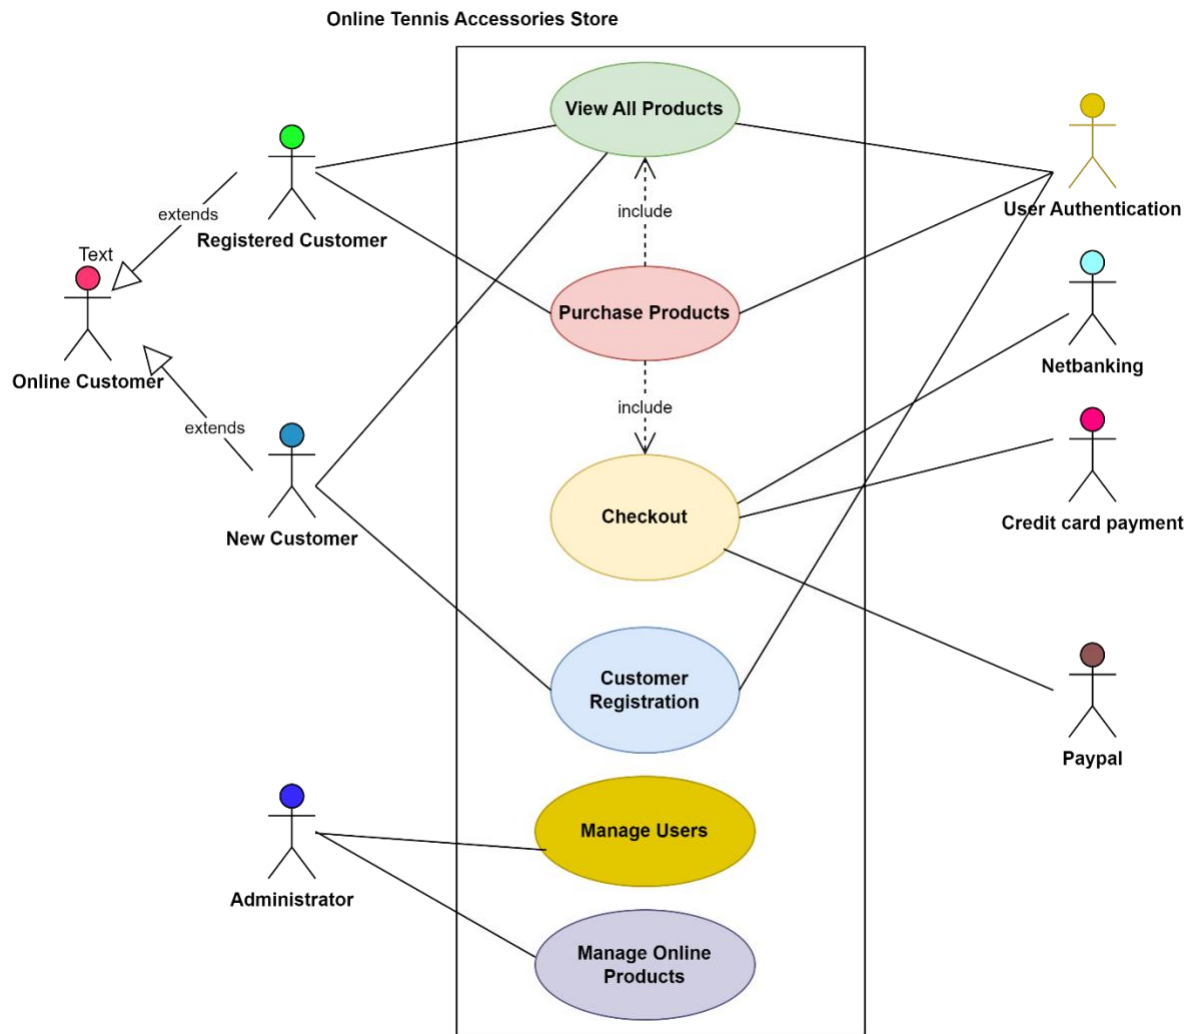 Online Tennis Accessories Store
View All Products
User Authentication
extends
include
Registered Customer
Text
Online Customer
Purchase Products
Netbanking
include
extends
New Customer
Checkout
Credit card payment
Customer
Registration
Paypal
Manage Users
Administrator
Manage Online
Products